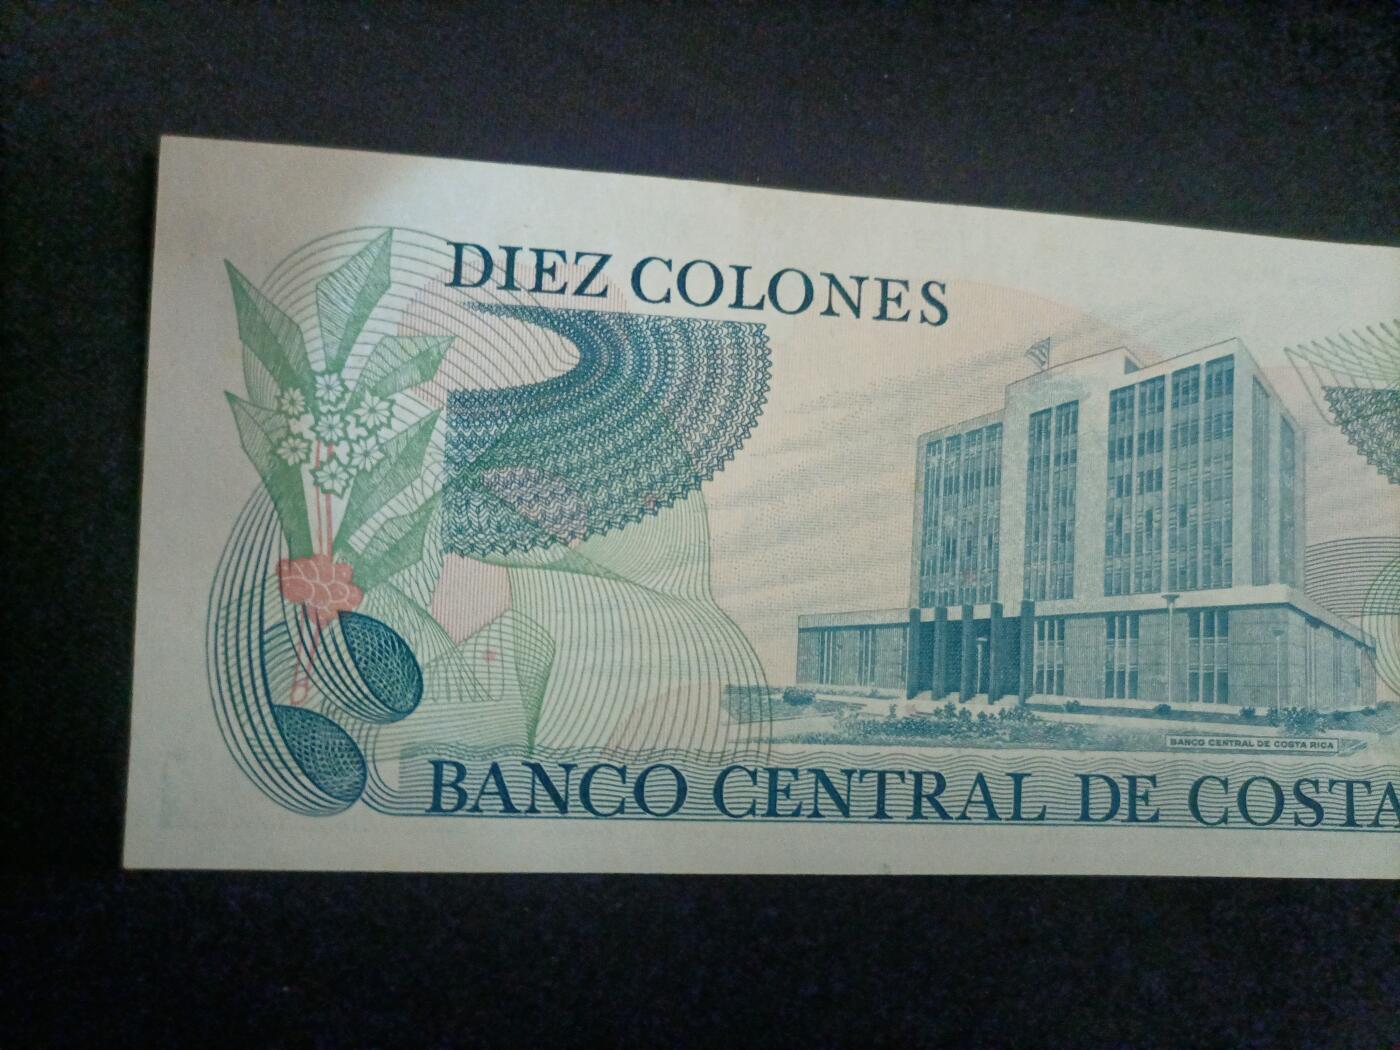 DIEZ COLONES
BANCO CENTRAL DE COSTA RICA
BANCO CENTRAL DE COSTA